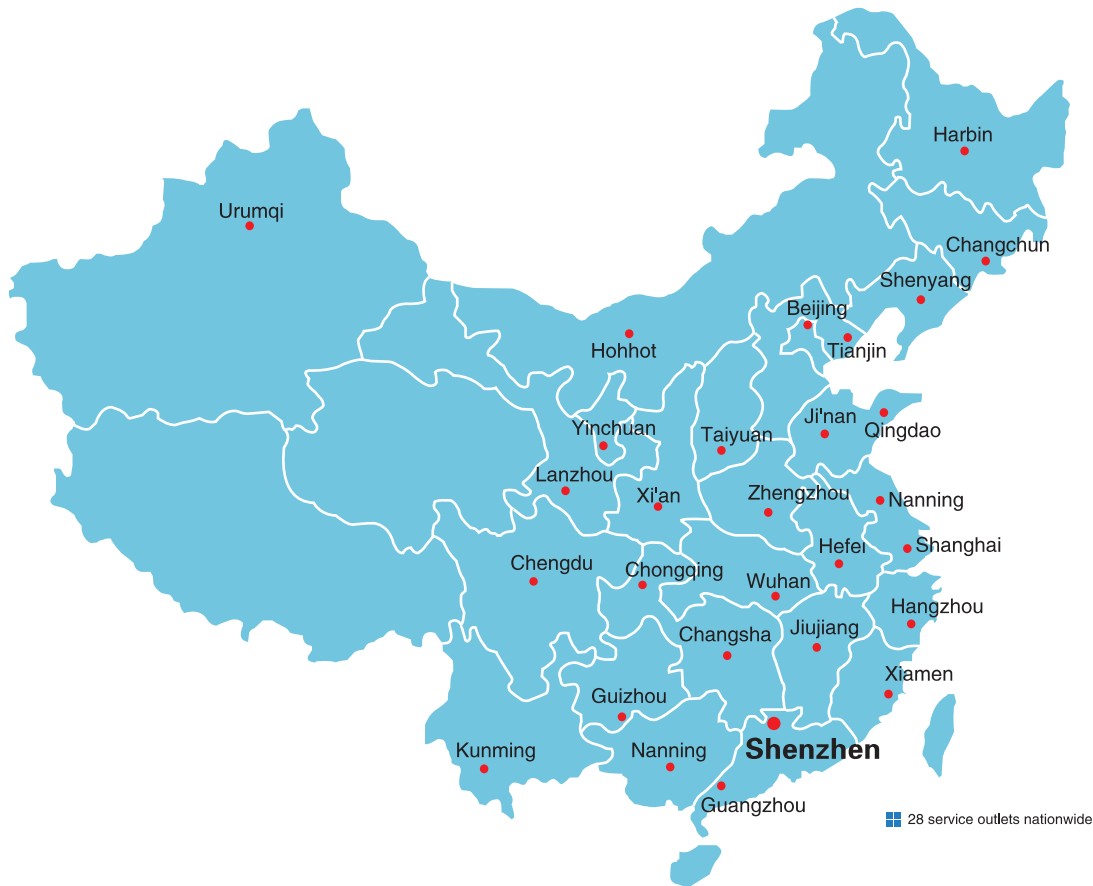 Harbin
Urumqi
Changchun
Shenyang
Beijing
Hohhot
Tianjin
Ji'nan
Yinchuan
Taiyuan
Qingdao
Lanzhou
Xi'an
Zhengzhou
Nanning
Hefei
Shanghai
Chengdu
Chongqing
Wuhan
Hangzhou
Changsha
Jiujiang
Xiamen
Guizhou
Kunming
Nanning
Shenzhen
Guangzhou
28 service outlets nationwide